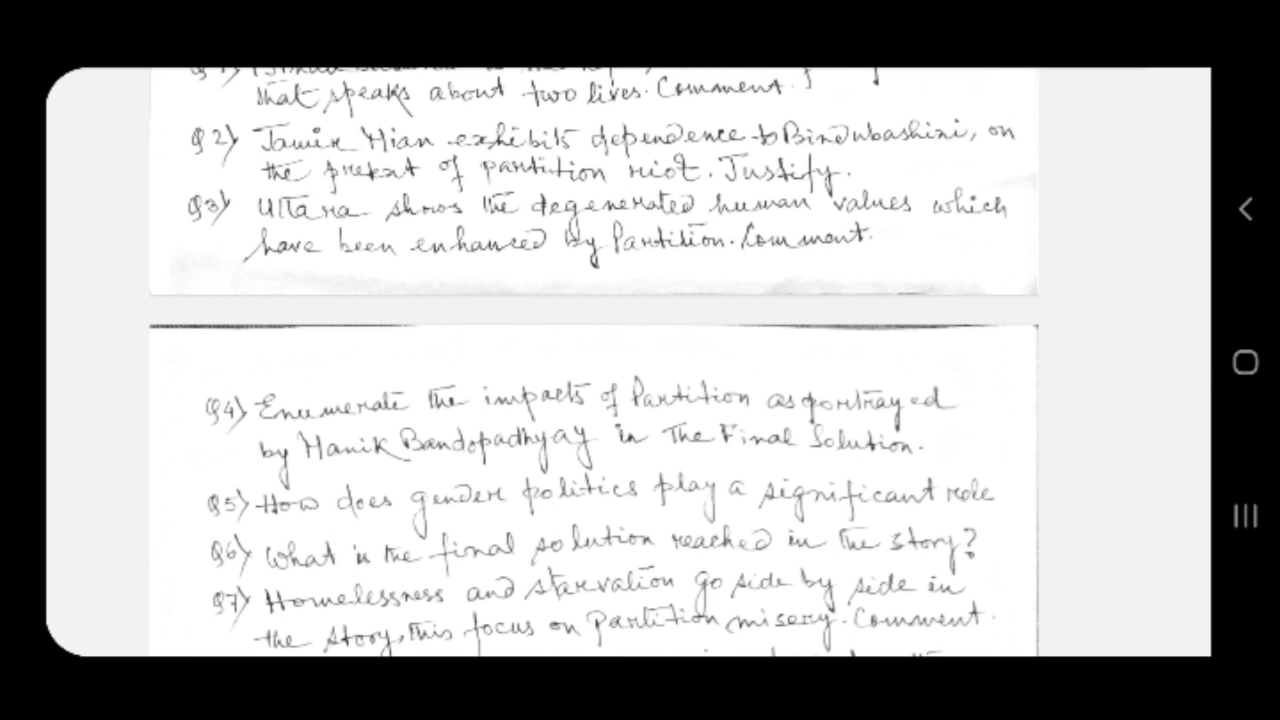 that speaks about two lives. Comment.
Q2) Jamir Mian exhibits dependence to Bindubashini, on
the pretext of partition riot. Justify.
Q3) Uttara shows the degenerated human values which
have been enhanced by Partition. Comment.
Q4) Enumerate the impacts of Partition as portrayed
by Manik Bandopadhyay in The Final Solution.
Q5) How does gender politics play a significant role
Q6) What is the final solution reached in the story?
Q7) Homelessness and starvation go side by side in
the story, this focus on Partition misery. Comment.